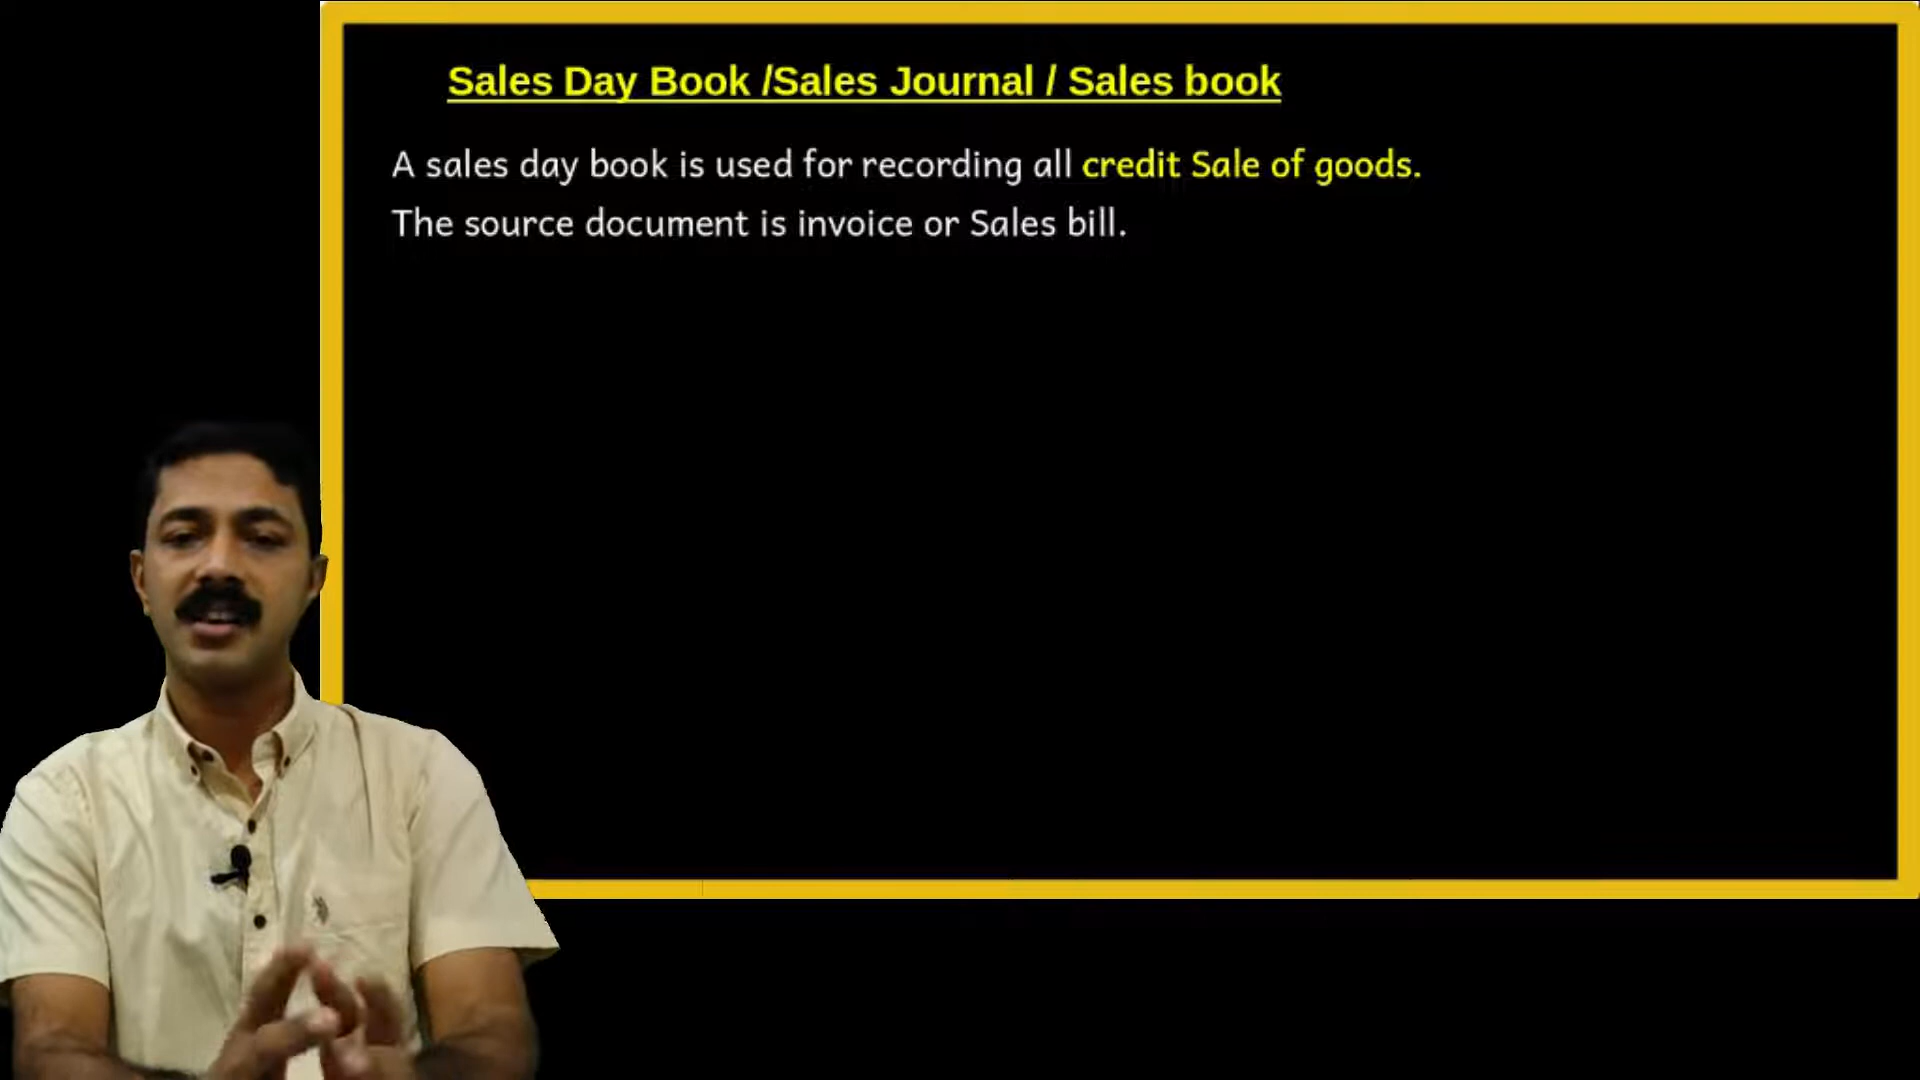 Sales Day Book /Sales Journal / Sales book
A sales day book is used for recording all credit Sale of goods.
The source document is invoice or Sales bill.